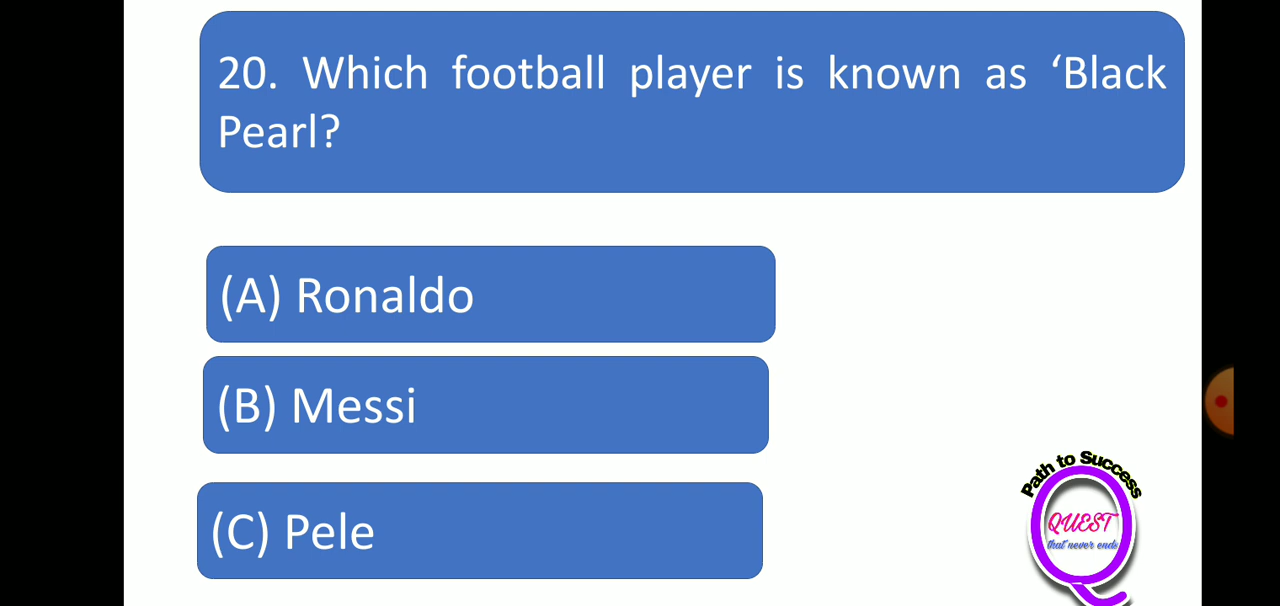 20. Which football player is known as ‘Black
Pearl?
(A) Ronaldo
(B) Messi
(C) Pele
Path to Success
QUEST
that never ends